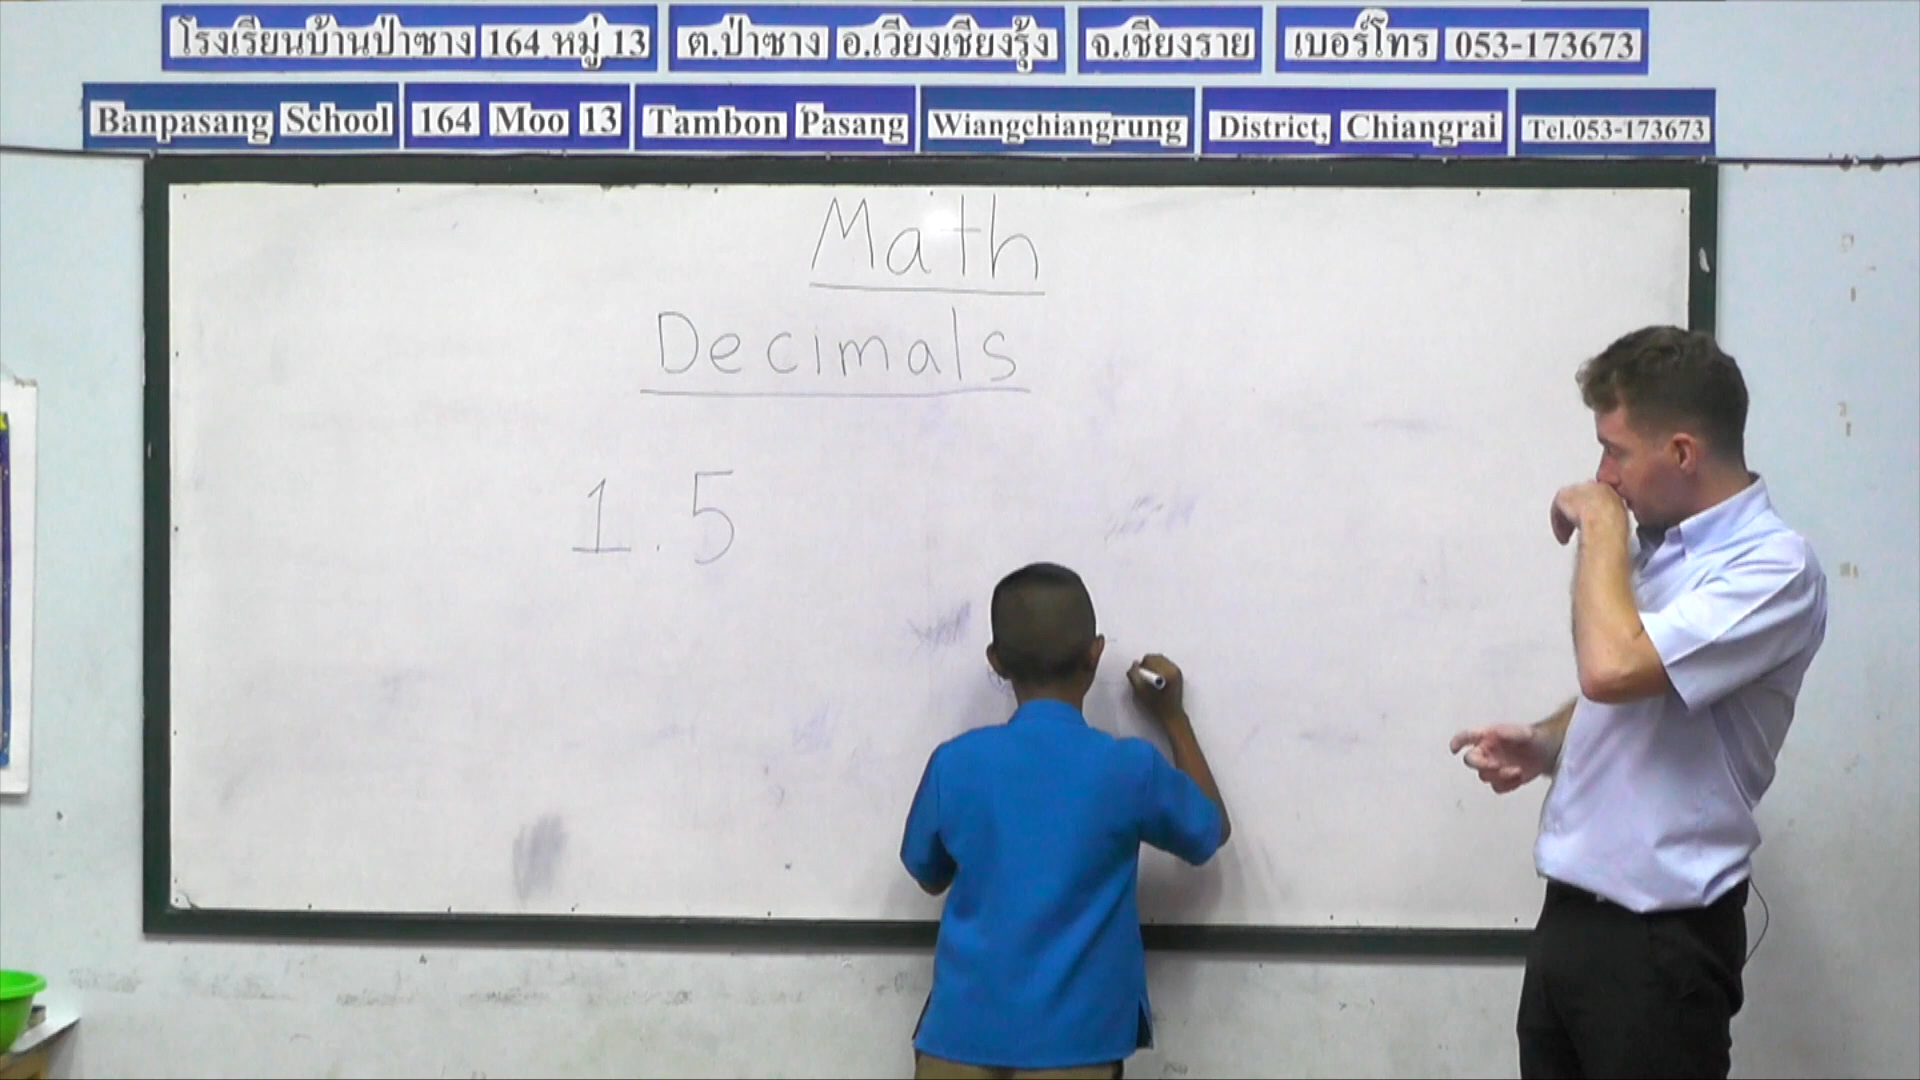 โรงเรียนบ้านป่าซาง 164 หมู่ 13 ต.ป่าซาง อ.เวียงเชียงรุ้ง จ.เชียงราย เบอร์โทร 053-173673
Banpasang School 164 Moo 13 Tambon Pasang Wiangchiangrung District, Chiangrai Tel.053-173673
Math
Decimals
1.5